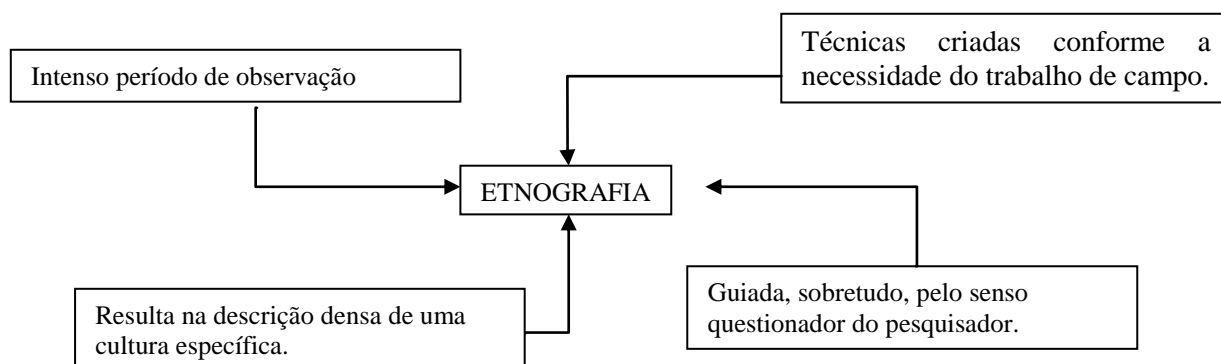 Técnicas criadas conforme a
necessidade do trabalho de campo.
Intenso período de observação
ETNOGRAFIA
Guiada, sobretudo, pelo senso
questionador do pesquisador.
Resulta na descrição densa de uma
cultura específica.